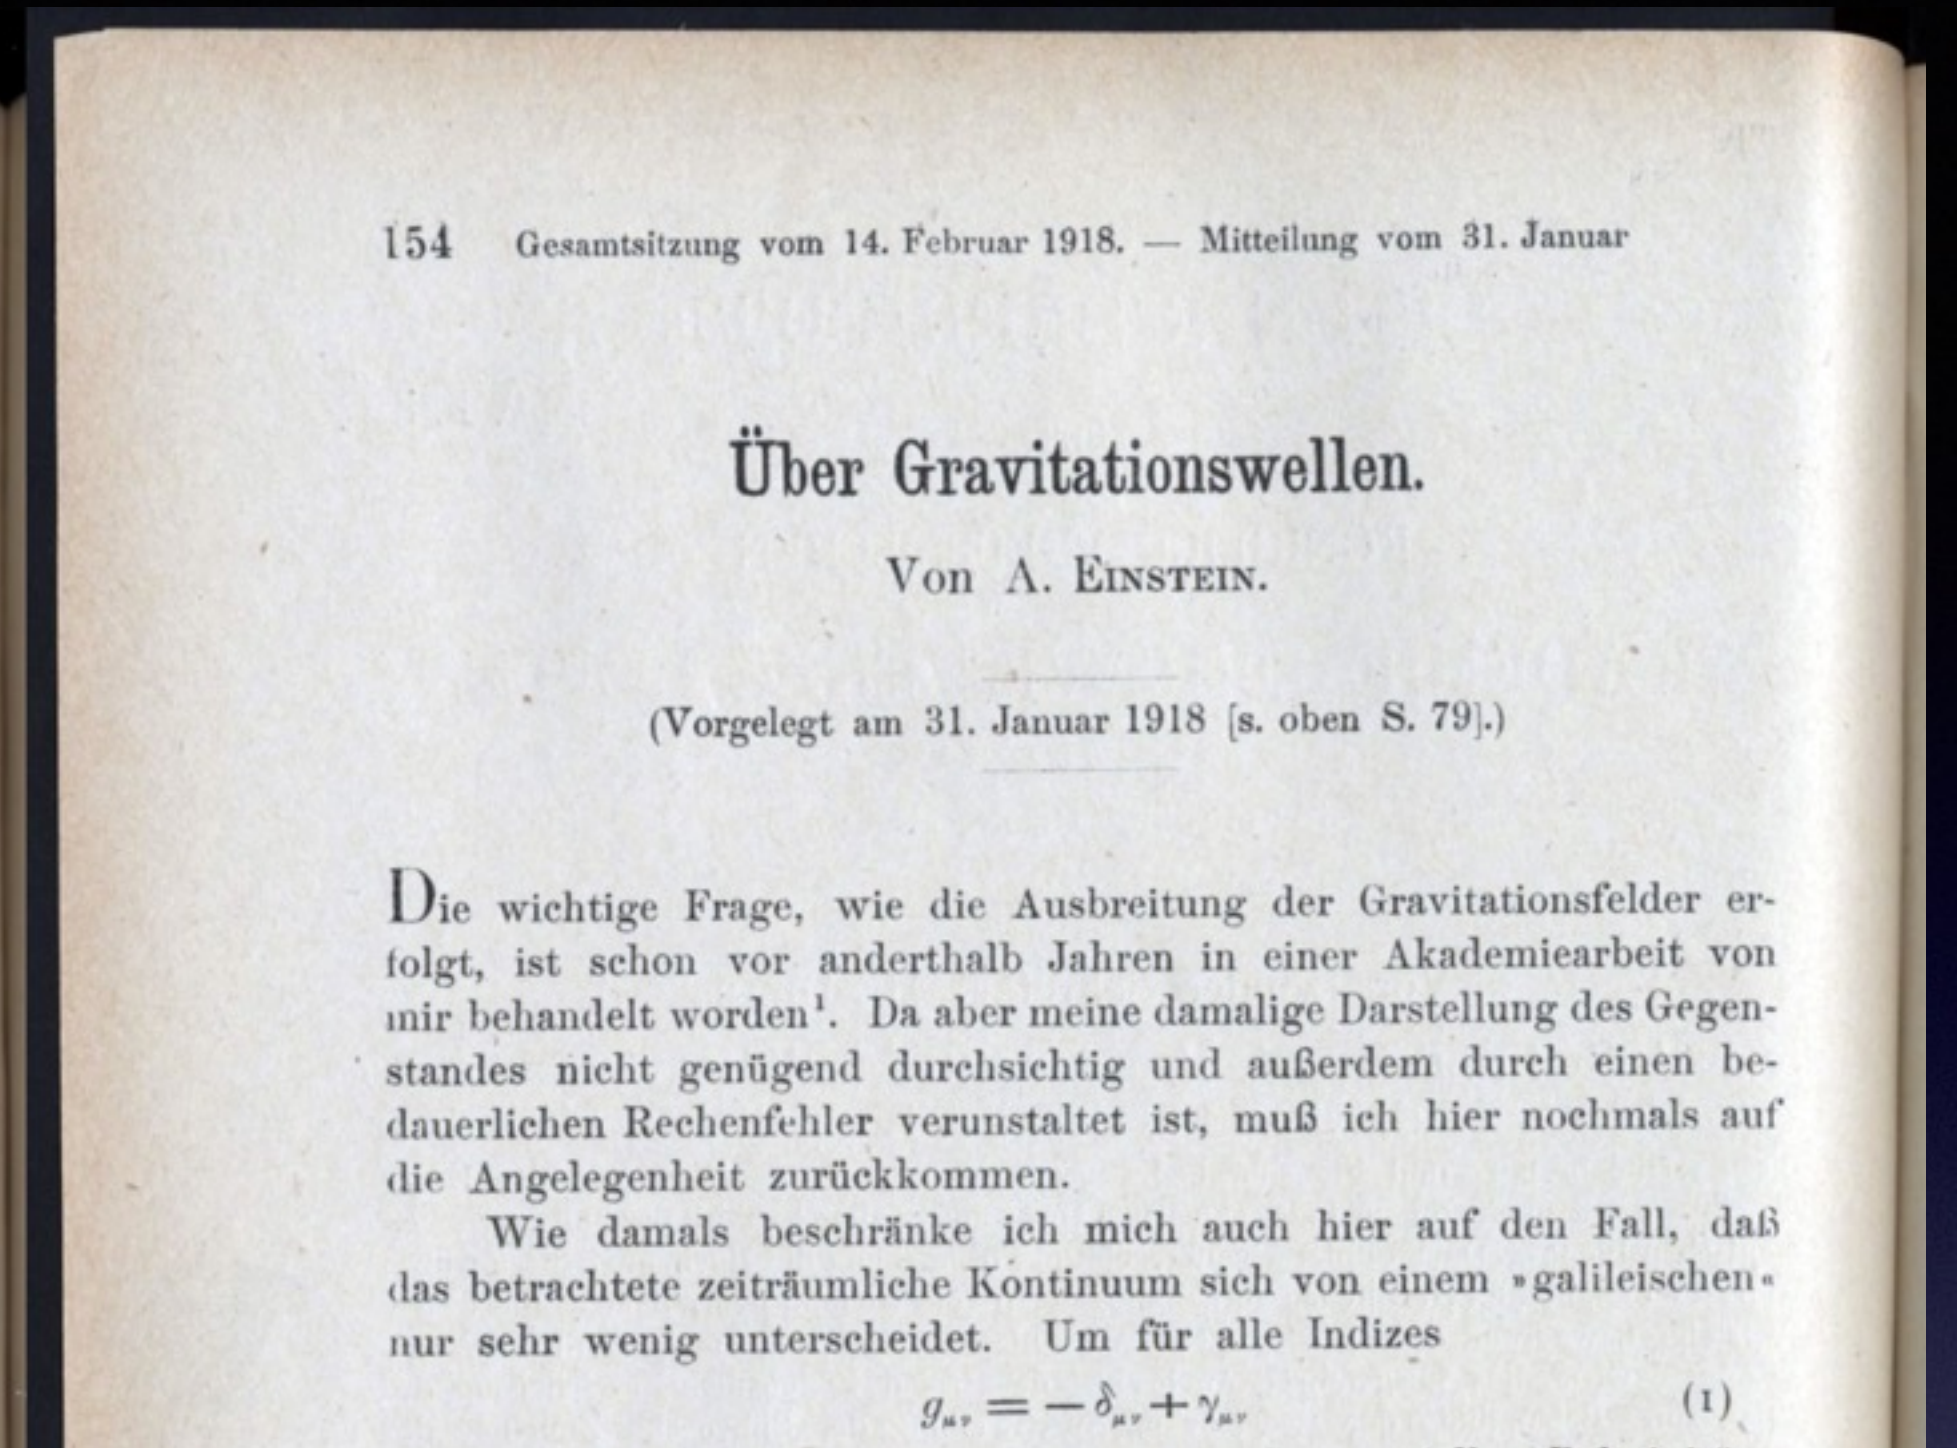 154 Gesamtsitzung vom 14. Februar 1918. — Mitteilung vom 31. Januar
Über Gravitationswellen.
Von A. Einstein.
(Vorgelegt am 31. Januar 1918 [s. oben S. 79].)
Die wichtige Frage, wie die Ausbreitung der Gravitationsfelder er-
folgt, ist schon vor anderthalb Jahren in einer Akademiearbeit von
mir behandelt worden¹. Da aber meine damalige Darstellung des Gegen-
standes nicht genügend durchsichtig und außerdem durch einen be-
dauerlichen Rechenfehler verunstaltet ist, muß ich hier nochmals auf
die Angelegenheit zurückkommen.
Wie damals beschränke ich mich auch hier auf den Fall, daß
das betrachtete zeiträumliche Kontinuum sich von einem »galileischen«
nur sehr wenig unterscheidet. Um für alle Indizes
g_μν = — δ_μν + γ_μν (1)